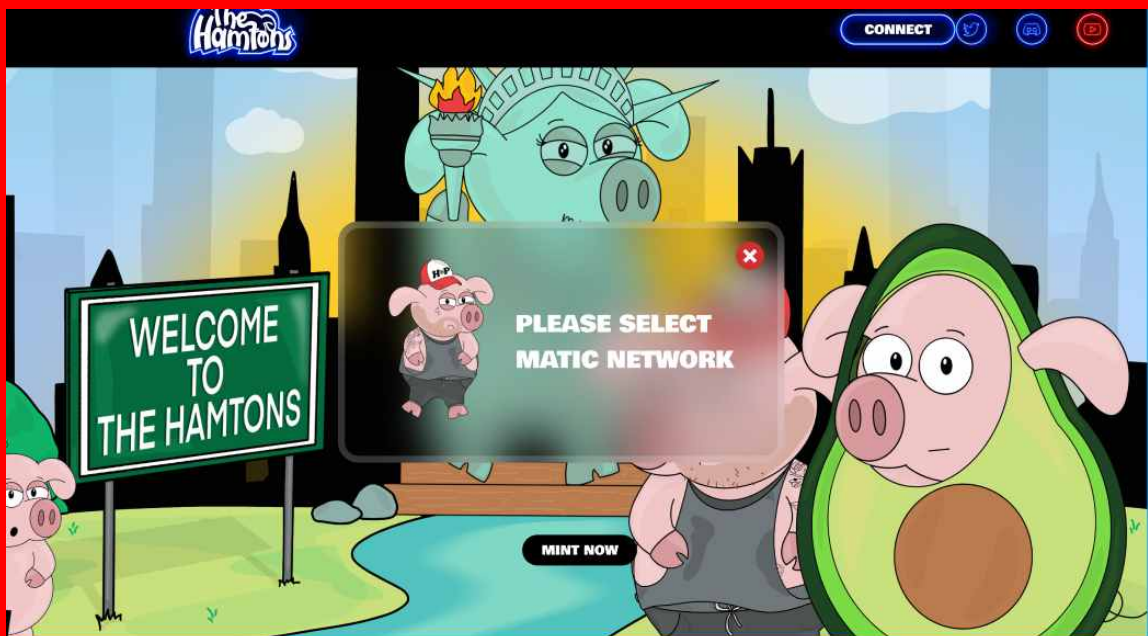 The
Hamtons
CONNECT
H P
PLEASE SELECT
MATIC NETWORK
WELCOME
TO
THE HAMTONS
MINT NOW